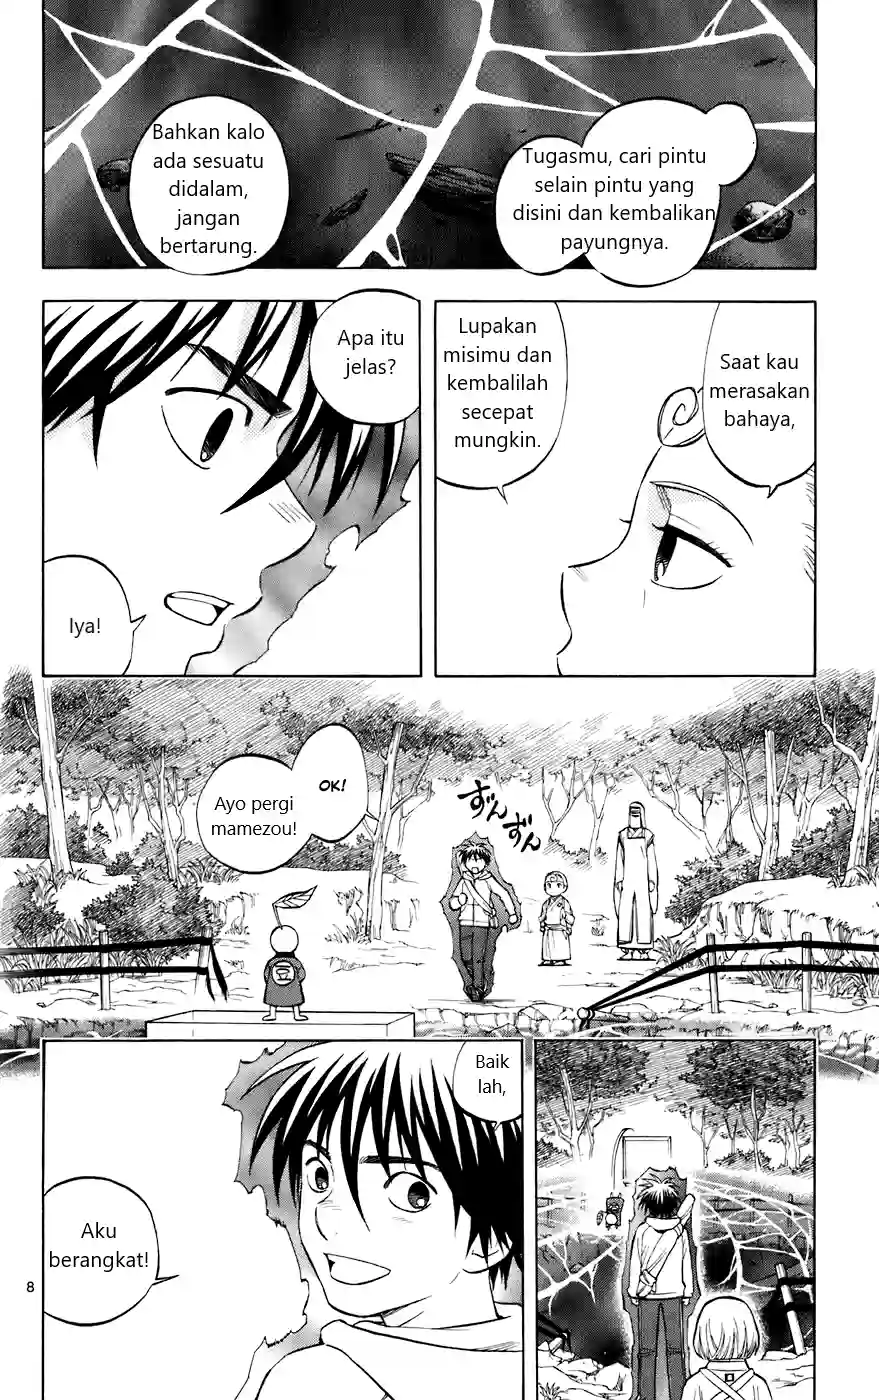 Tugasmu, cari pintu
selain pintu yang
disini dan kembalikan
payungnya.
Bahkan kalo
ada sesuatu
didalam,
jangan
bertarung.
Saat kau
merasakan
bahaya,
Lupakan
misimu dan
kembalilah
secepat
mungkin.
Apa itu
jelas?
Iya!
OK!
Ayo pergi
mamezou!
ずんずん
豆
Baik
lah,
Aku
berangkat!
8